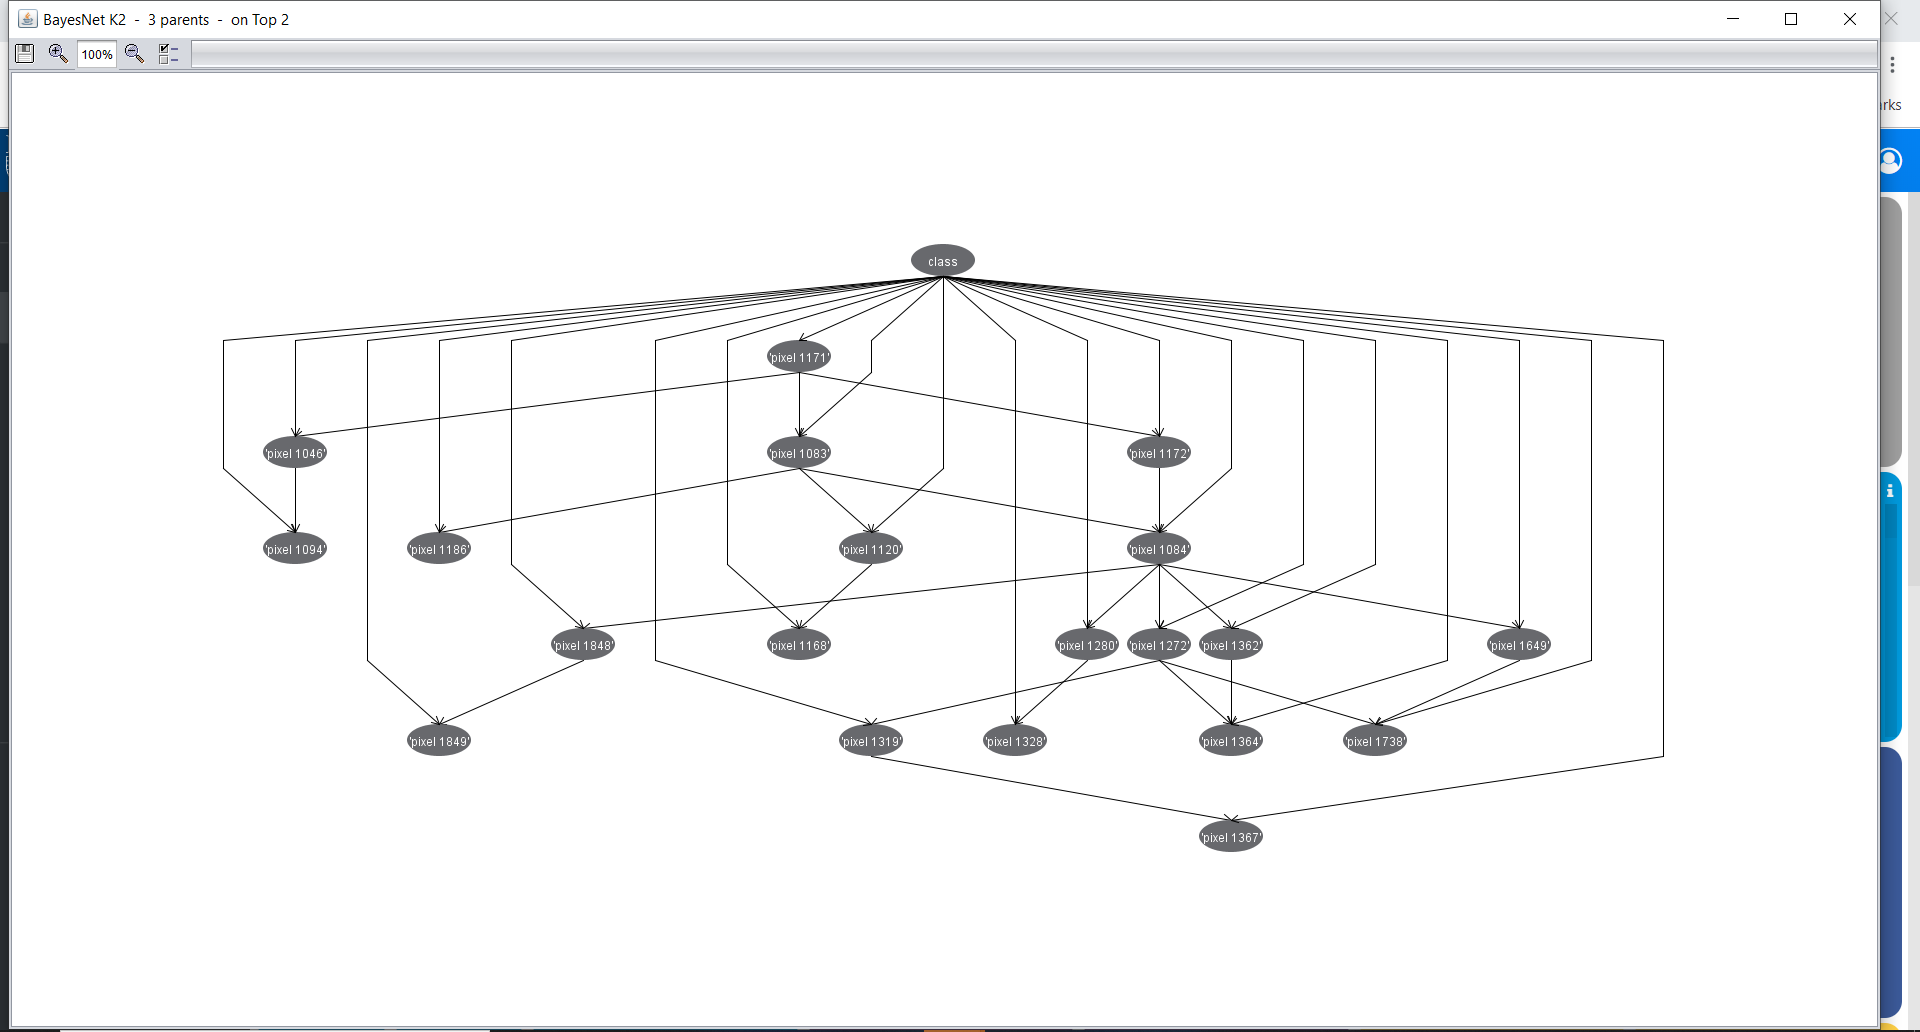 BayesNet K2 - 3 parents - on Top 2
100%
arks
class
'pixel 1171'
'pixel 1046'
'pixel 1083'
'pixel 1172'
'pixel 1094'
'pixel 1186'
'pixel 1120'
'pixel 1084'
'pixel 1848'
'pixel 1168'
'pixel 1280'
'pixel 1272'
'pixel 1362'
'pixel 1649'
'pixel 1849'
'pixel 1319'
'pixel 1328'
'pixel 1364'
'pixel 1738'
'pixel 1367'